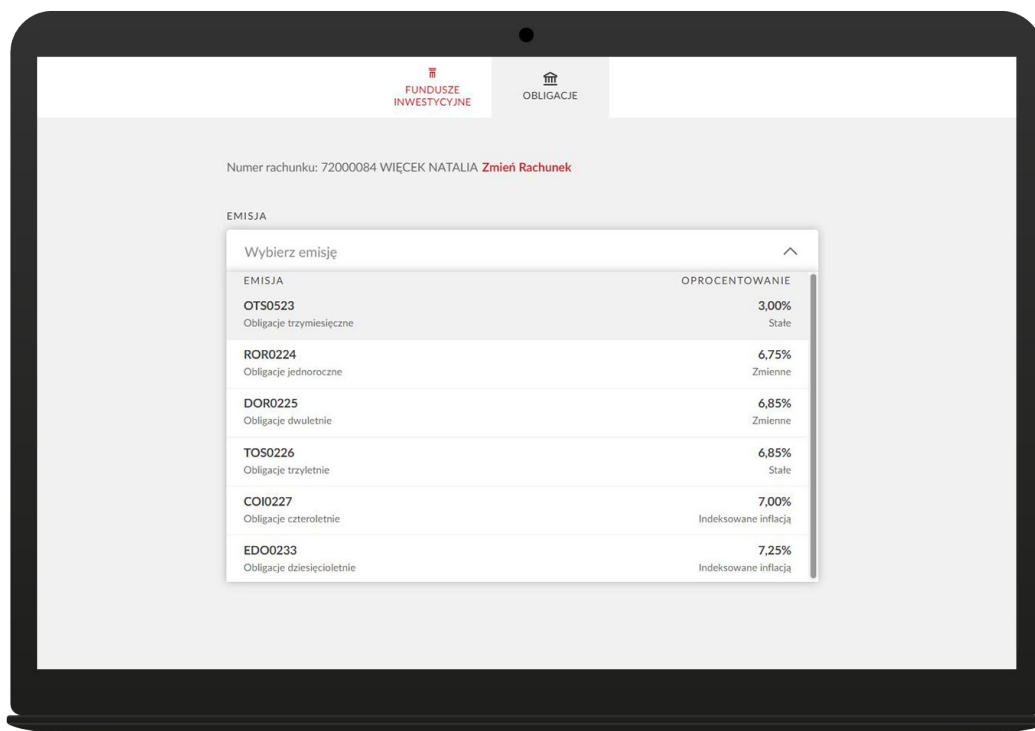 FUNDUSZE
INWESTYCYJNE
OBLIGACJE
Numer rachunku: 72000084 WIĘCEK NATALIA Zmień Rachunek
EMISJA
Wybierz emisję
EMISJA OPROCENTOWANIE
OTS0523 3,00%
Obligacje trzymiesięczne Stałe
ROR0224 6,75%
Obligacje jednoroczne Zmienne
DOR0225 6,85%
Obligacje dwuletnie Zmienne
TOS0226 6,85%
Obligacje trzyletnie Stałe
COI0227 7,00%
Obligacje czteroletnie Indeksowane inflacją
EDO0233 7,25%
Obligacje dziesięcioletnie Indeksowane inflacją